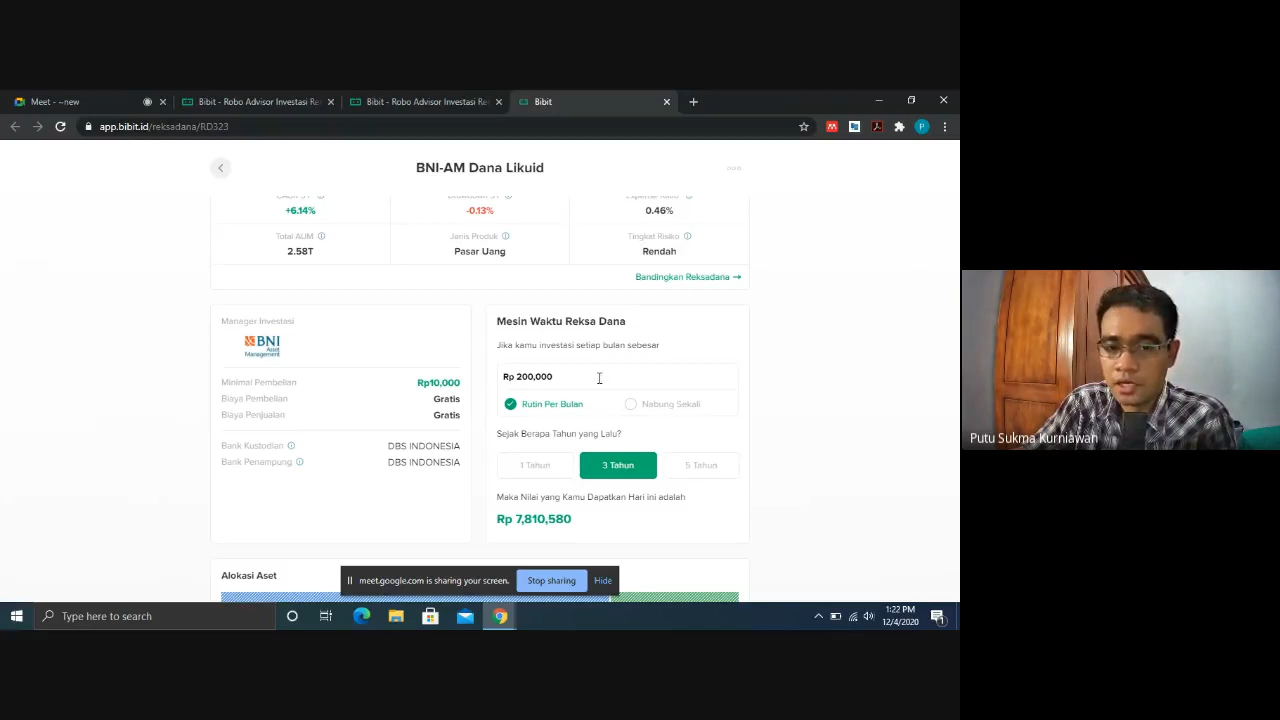 Meet - ~new
Bibit - Robo Advisor Investasi Re
Bibit - Robo Advisor Investasi Re
Bibit
app.bibit.id/reksadana/RD323
BNI-AM Dana Likuid
+6.14%
-0.13%
0.46%
Total AUM
Jenis Produk
Tingkat Risiko
2.58T
Pasar Uang
Rendah
Bandingkan Reksadana →
Manager Investasi
BNI
Asset
Management
Minimal Pembelian Rp10,000
Biaya Pembelian Gratis
Biaya Penjualan Gratis
Bank Kustodian DBS INDONESIA
Bank Penampung DBS INDONESIA
Mesin Waktu Reksa Dana
Jika kamu investasi setiap bulan sebesar
Rp 200,000
Rutin Per Bulan Nabung Sekali
Sejak Berapa Tahun yang Lalu?
1 Tahun 3 Tahun 5 Tahun
Maka Nilai yang Kamu Dapatkan Hari ini adalah
Rp 7,810,580
Alokasi Aset
meet.google.com is sharing your screen. Stop sharing Hide
Type here to search
1:22 PM
12/4/2020
Putu Sukma Kurniawan